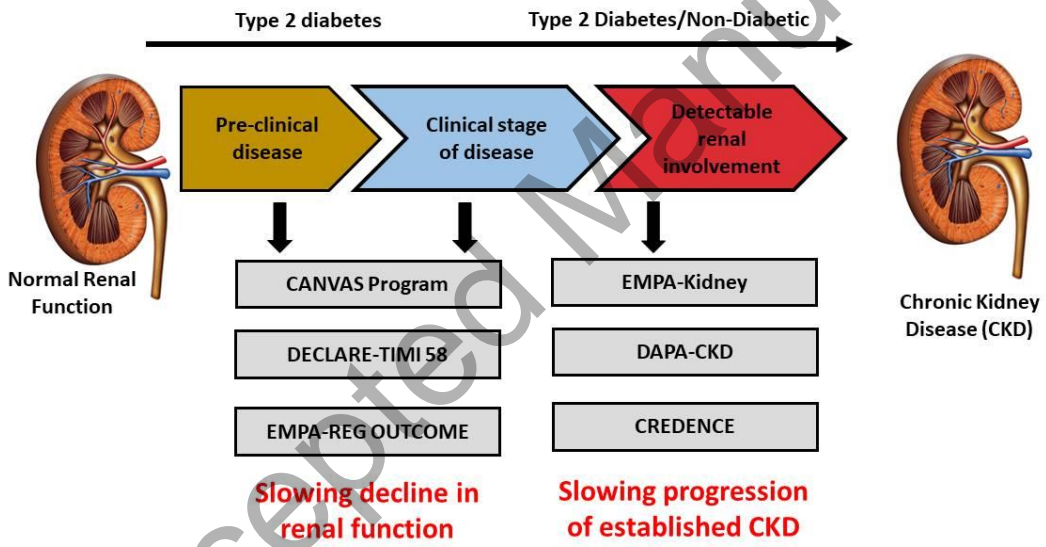 Type 2 diabetes
Type 2 Diabetes/Non-Diabetic
Pre-clinical
disease
Clinical stage
of disease
Detectable
renal
involvement
Normal Renal
Function
Chronic Kidney
Disease (CKD)
CANVAS Program
DECLARE-TIMI 58
EMPA-REG OUTCOME
Slowing decline in
renal function
EMPA-Kidney
DAPA-CKD
CREDENCE
Slowing progression
of established CKD
cepted Manu